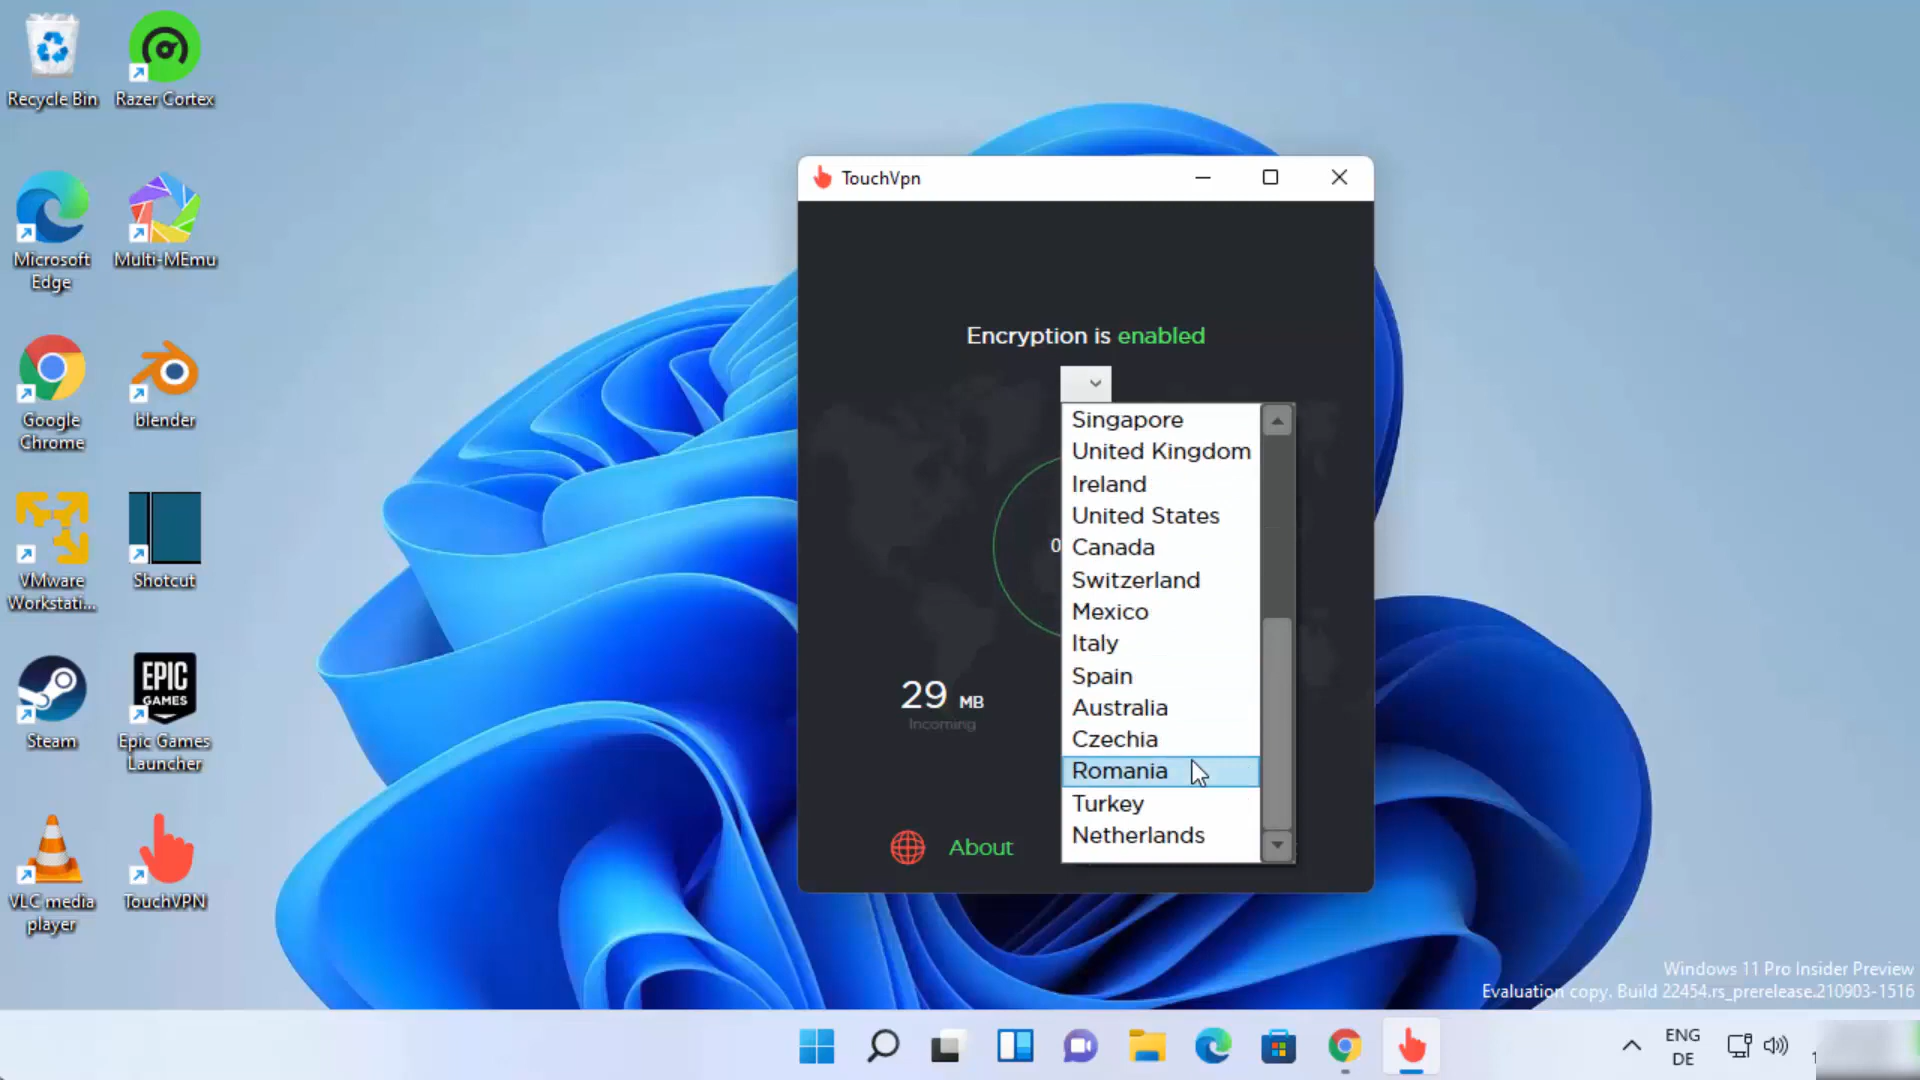 Recycle Bin
Razer Cortex
Microsoft
Edge
Multi-MEmu
Google
Chrome
blender
VMware
Workstati...
Shotcut
Steam
EPIC
GAMES
Epic Games
Launcher
VLC media
player
TouchVPN
TouchVpn
Encryption is enabled
Singapore
United Kingdom
Ireland
United States
Canada
Switzerland
Mexico
Italy
Spain
Australia
Czechia
Romania
Turkey
Netherlands
0
29 MB
Incoming
About
Windows 11 Pro Insider Preview
Evaluation copy. Build 22454.rs_prerelease.210903-1516
ENG
DE